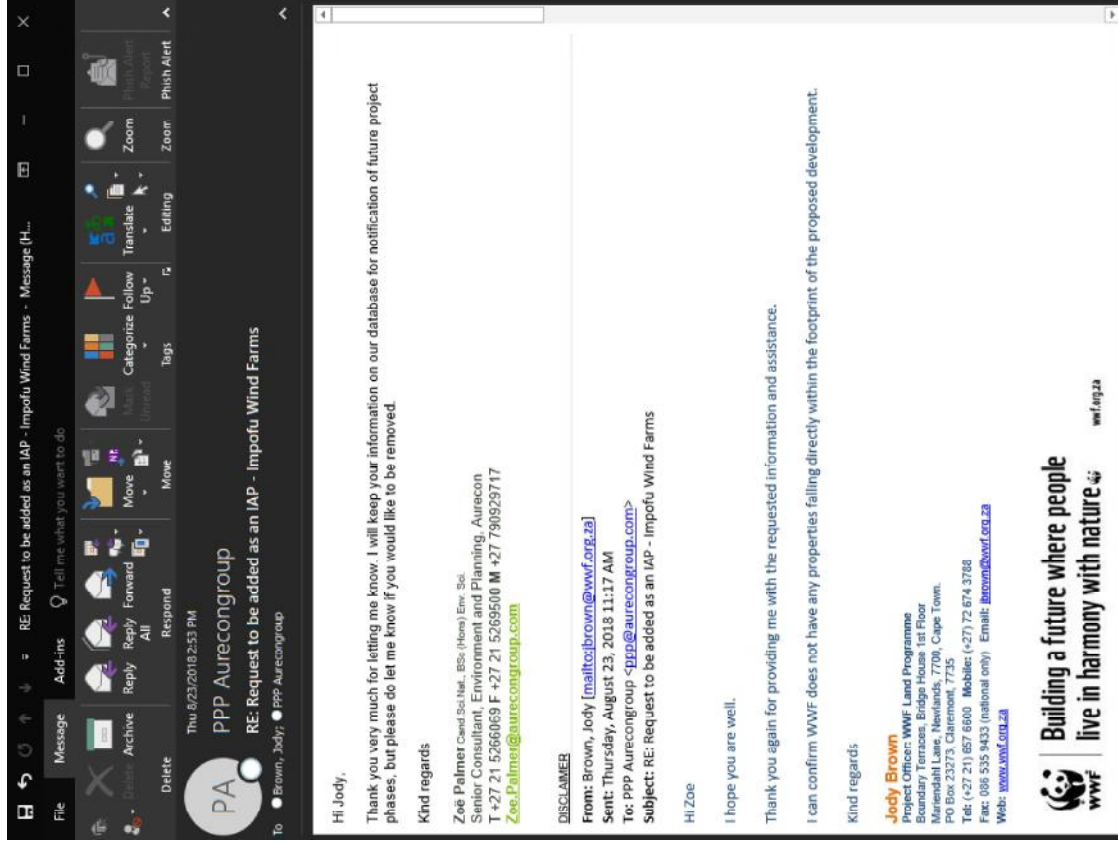 RE: Request to be added as an IAP - Impofu Wind Farms - Message (H...
File Message Add-ins Tell me what you want to do
Delete Archive Reply Reply All Forward Move Mark Unread Categorize Follow Up Translate Zoom Phish Alert Report
Delete Respond Move Tags Editing Zoom Phish Alert
Thu 8/23/2018 2:53 PM
PA
PPP Aurecongroup
RE: Request to be added as an IAP - Impofu Wind Farms
To Brown, Jody; PPP Aurecongroup
Hi Jody,
Thank you very much for letting me know. I will keep your information on our database for notification of future project
phases, but please do let me know if you would like to be removed.
Kind regards
Zoë Palmer Cand.Sci.Nat., BSc (Hons) Env. Sci.
Senior Consultant, Environment and Planning, Aurecon
T +27 21 5266069 F +27 21 5269500 M +27 790929717
Zoe.Palmer@aurecongroup.com
DISCLAIMER
From: Brown, Jody [mailto:jbrown@wwf.org.za]
Sent: Thursday, August 23, 2018 11:17 AM
To: PPP Aurecongroup <ppp@aurecongroup.com>
Subject: RE: Request to be added as an IAP - Impofu Wind Farms
Hi Zoe
I hope you are well.
Thank you again for providing me with the requested information and assistance.
I can confirm WWF does not have any properties falling directly within the footprint of the proposed development.
Kind regards
Jody Brown
Project Officer: WWF Land Programme
Boundary Terraces, Bridge House 1st Floor
Mariendahl Lane, Newlands, 7700, Cape Town.
PO Box 23273, Claremont, 7735
Tel: (+27 21) 657 6600 Mobile: (+27) 72 674 3788
Fax: 086 535 9433 (national only) Email: jbrown@wwf.org.za
Web: www.wwf.org.za
WWF
Building a future where people
live in harmony with nature
wwf.org.za